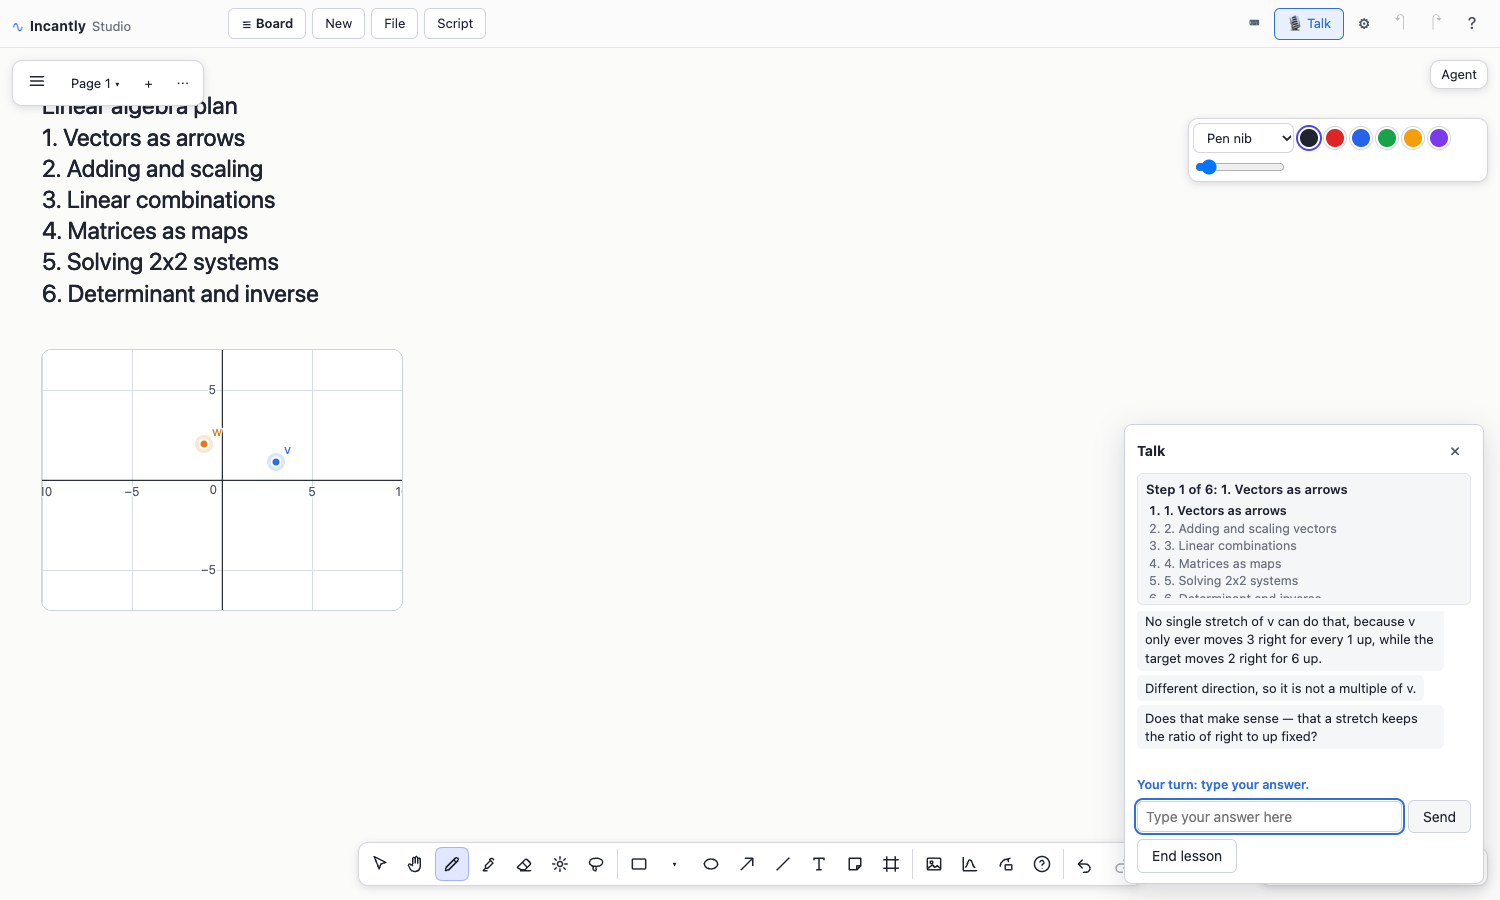 Incantly Studio
≡ Board
New
File
Script
Talk
?
Page 1
+
...
Agent
Linear algebra plan
1. Vectors as arrows
2. Adding and scaling
3. Linear combinations
4. Matrices as maps
5. Solving 2x2 systems
6. Determinant and inverse
Pen nib
5
w
v
10
−5
0
5
1
−5
Talk
×
Step 1 of 6: 1. Vectors as arrows
1. 1. Vectors as arrows
2. 2. Adding and scaling vectors
3. 3. Linear combinations
4. 4. Matrices as maps
5. 5. Solving 2x2 systems
6. 6. Determinant and inverse
No single stretch of v can do that, because v
only ever moves 3 right for every 1 up, while the
target moves 2 right for 6 up.
Different direction, so it is not a multiple of v.
Does that make sense — that a stretch keeps
the ratio of right to up fixed?
Your turn: type your answer.
Type your answer here
Send
End lesson